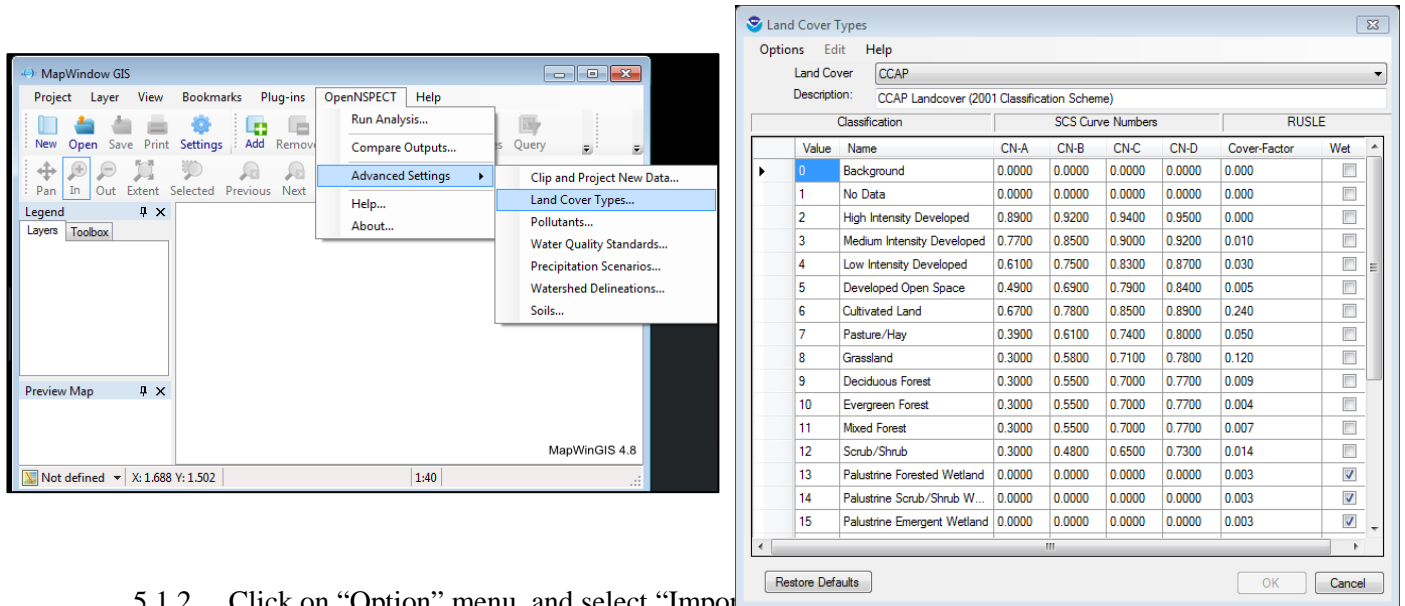 MapWindow GIS
Project Layer View Bookmarks Plug-ins OpenNSPECT Help
New Open Save Print Settings Add Query
Pan In Out Extent Selected Previous Next
Run Analysis...
Compare Outputs...
Advanced Settings
Help...
About...
Clip and Project New Data...
Land Cover Types...
Pollutants...
Water Quality Standards...
Precipitation Scenarios...
Watershed Delineations...
Soils...
Legend
Layers Toolbox
Preview Map
MapWinGIS 4.8
Not defined X: 1.688 Y: 1.502 1:40
Land Cover Types
Options Edit Help
Land Cover CCAP
Description: CCAP Landcover (2001 Classification Scheme)
Classification SCS Curve Numbers RUSLE
Value Name CN-A CN-B CN-C CN-D Cover-Factor Wet
0 Background 0.0000 0.0000 0.0000 0.0000 0.000
1 No Data 0.0000 0.0000 0.0000 0.0000 0.000
2 High Intensity Developed 0.8900 0.9200 0.9400 0.9500 0.000
3 Medium Intensity Developed 0.7700 0.8500 0.9000 0.9200 0.010
4 Low Intensity Developed 0.6100 0.7500 0.8300 0.8700 0.030
5 Developed Open Space 0.4900 0.6900 0.7900 0.8400 0.005
6 Cultivated Land 0.6700 0.7800 0.8500 0.8900 0.240
7 Pasture/Hay 0.3900 0.6100 0.7400 0.8000 0.050
8 Grassland 0.3000 0.5800 0.7100 0.7800 0.120
9 Deciduous Forest 0.3000 0.5500 0.7000 0.7700 0.009
10 Evergreen Forest 0.3000 0.5500 0.7000 0.7700 0.004
11 Mixed Forest 0.3000 0.5500 0.7000 0.7700 0.007
12 Scrub/Shrub 0.3000 0.4800 0.6500 0.7300 0.014
13 Palustrine Forested Wetland 0.0000 0.0000 0.0000 0.0000 0.003
14 Palustrine Scrub/Shrub W... 0.0000 0.0000 0.0000 0.0000 0.003
15 Palustrine Emergent Wetland 0.0000 0.0000 0.0000 0.0000 0.003
Restore Defaults OK Cancel
5.1.2 Click on “Option” menu, and select